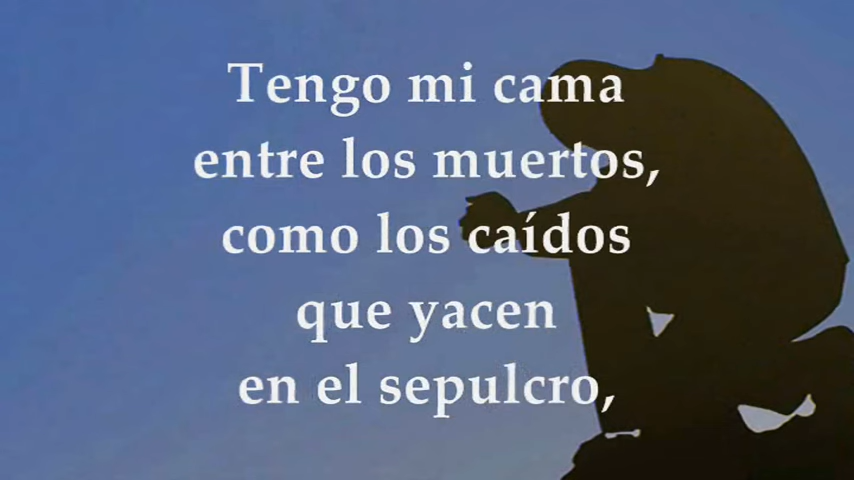 Tengo mi cama
entre los muertos,
como los caídos
que yacen
en el sepulcro,